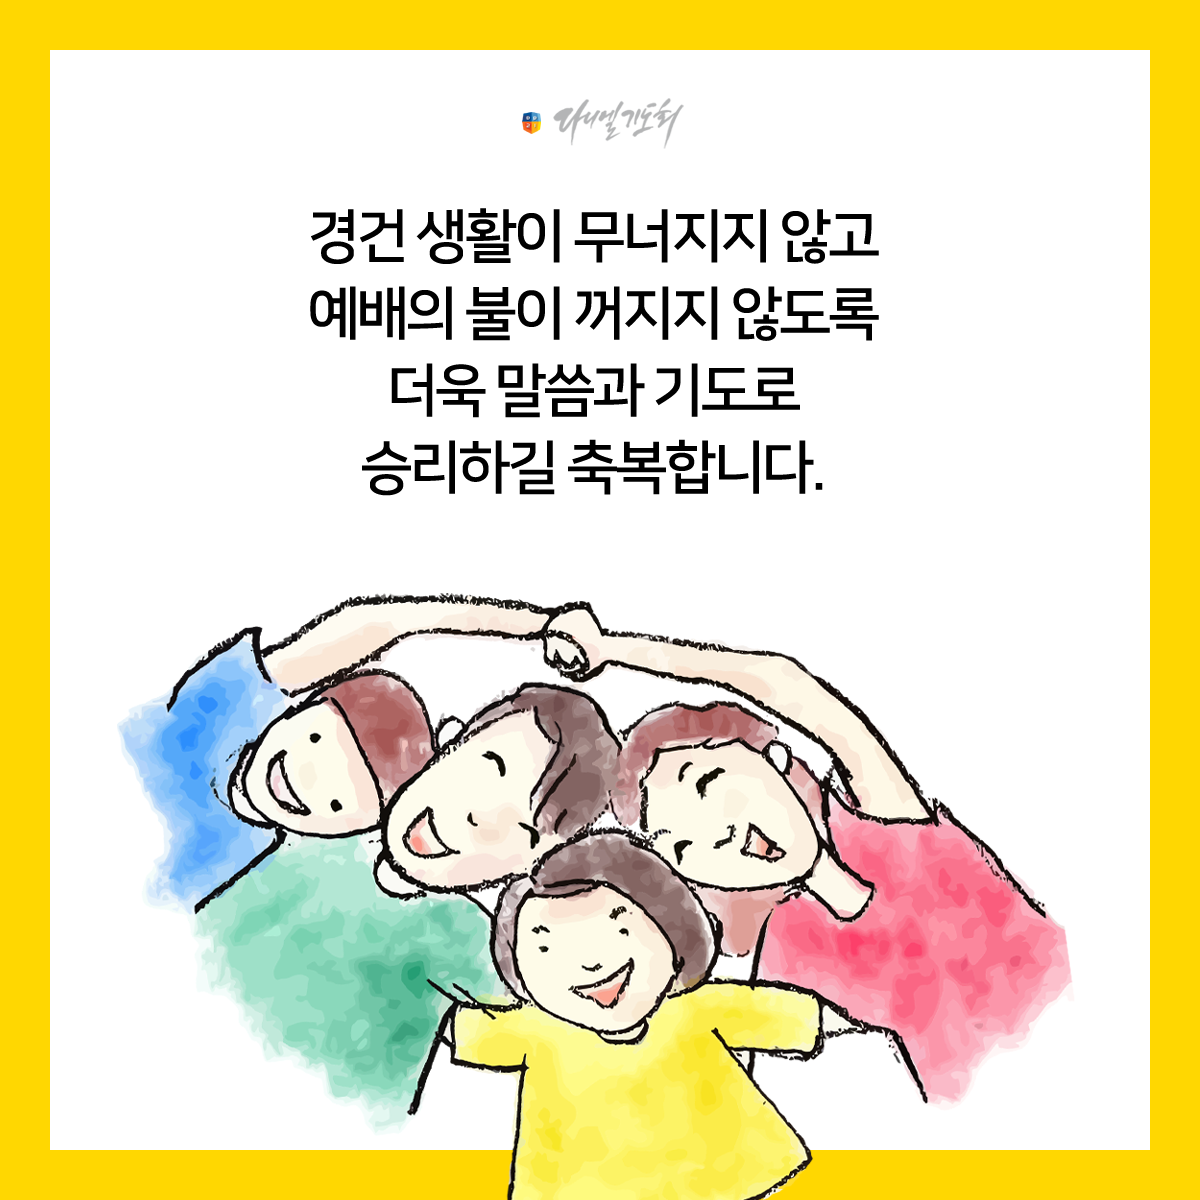 다니엘기도회
경건 생활이 무너지지 않고
예배의 불이 꺼지지 않도록
더욱 말씀과 기도로
승리하길 축복합니다.